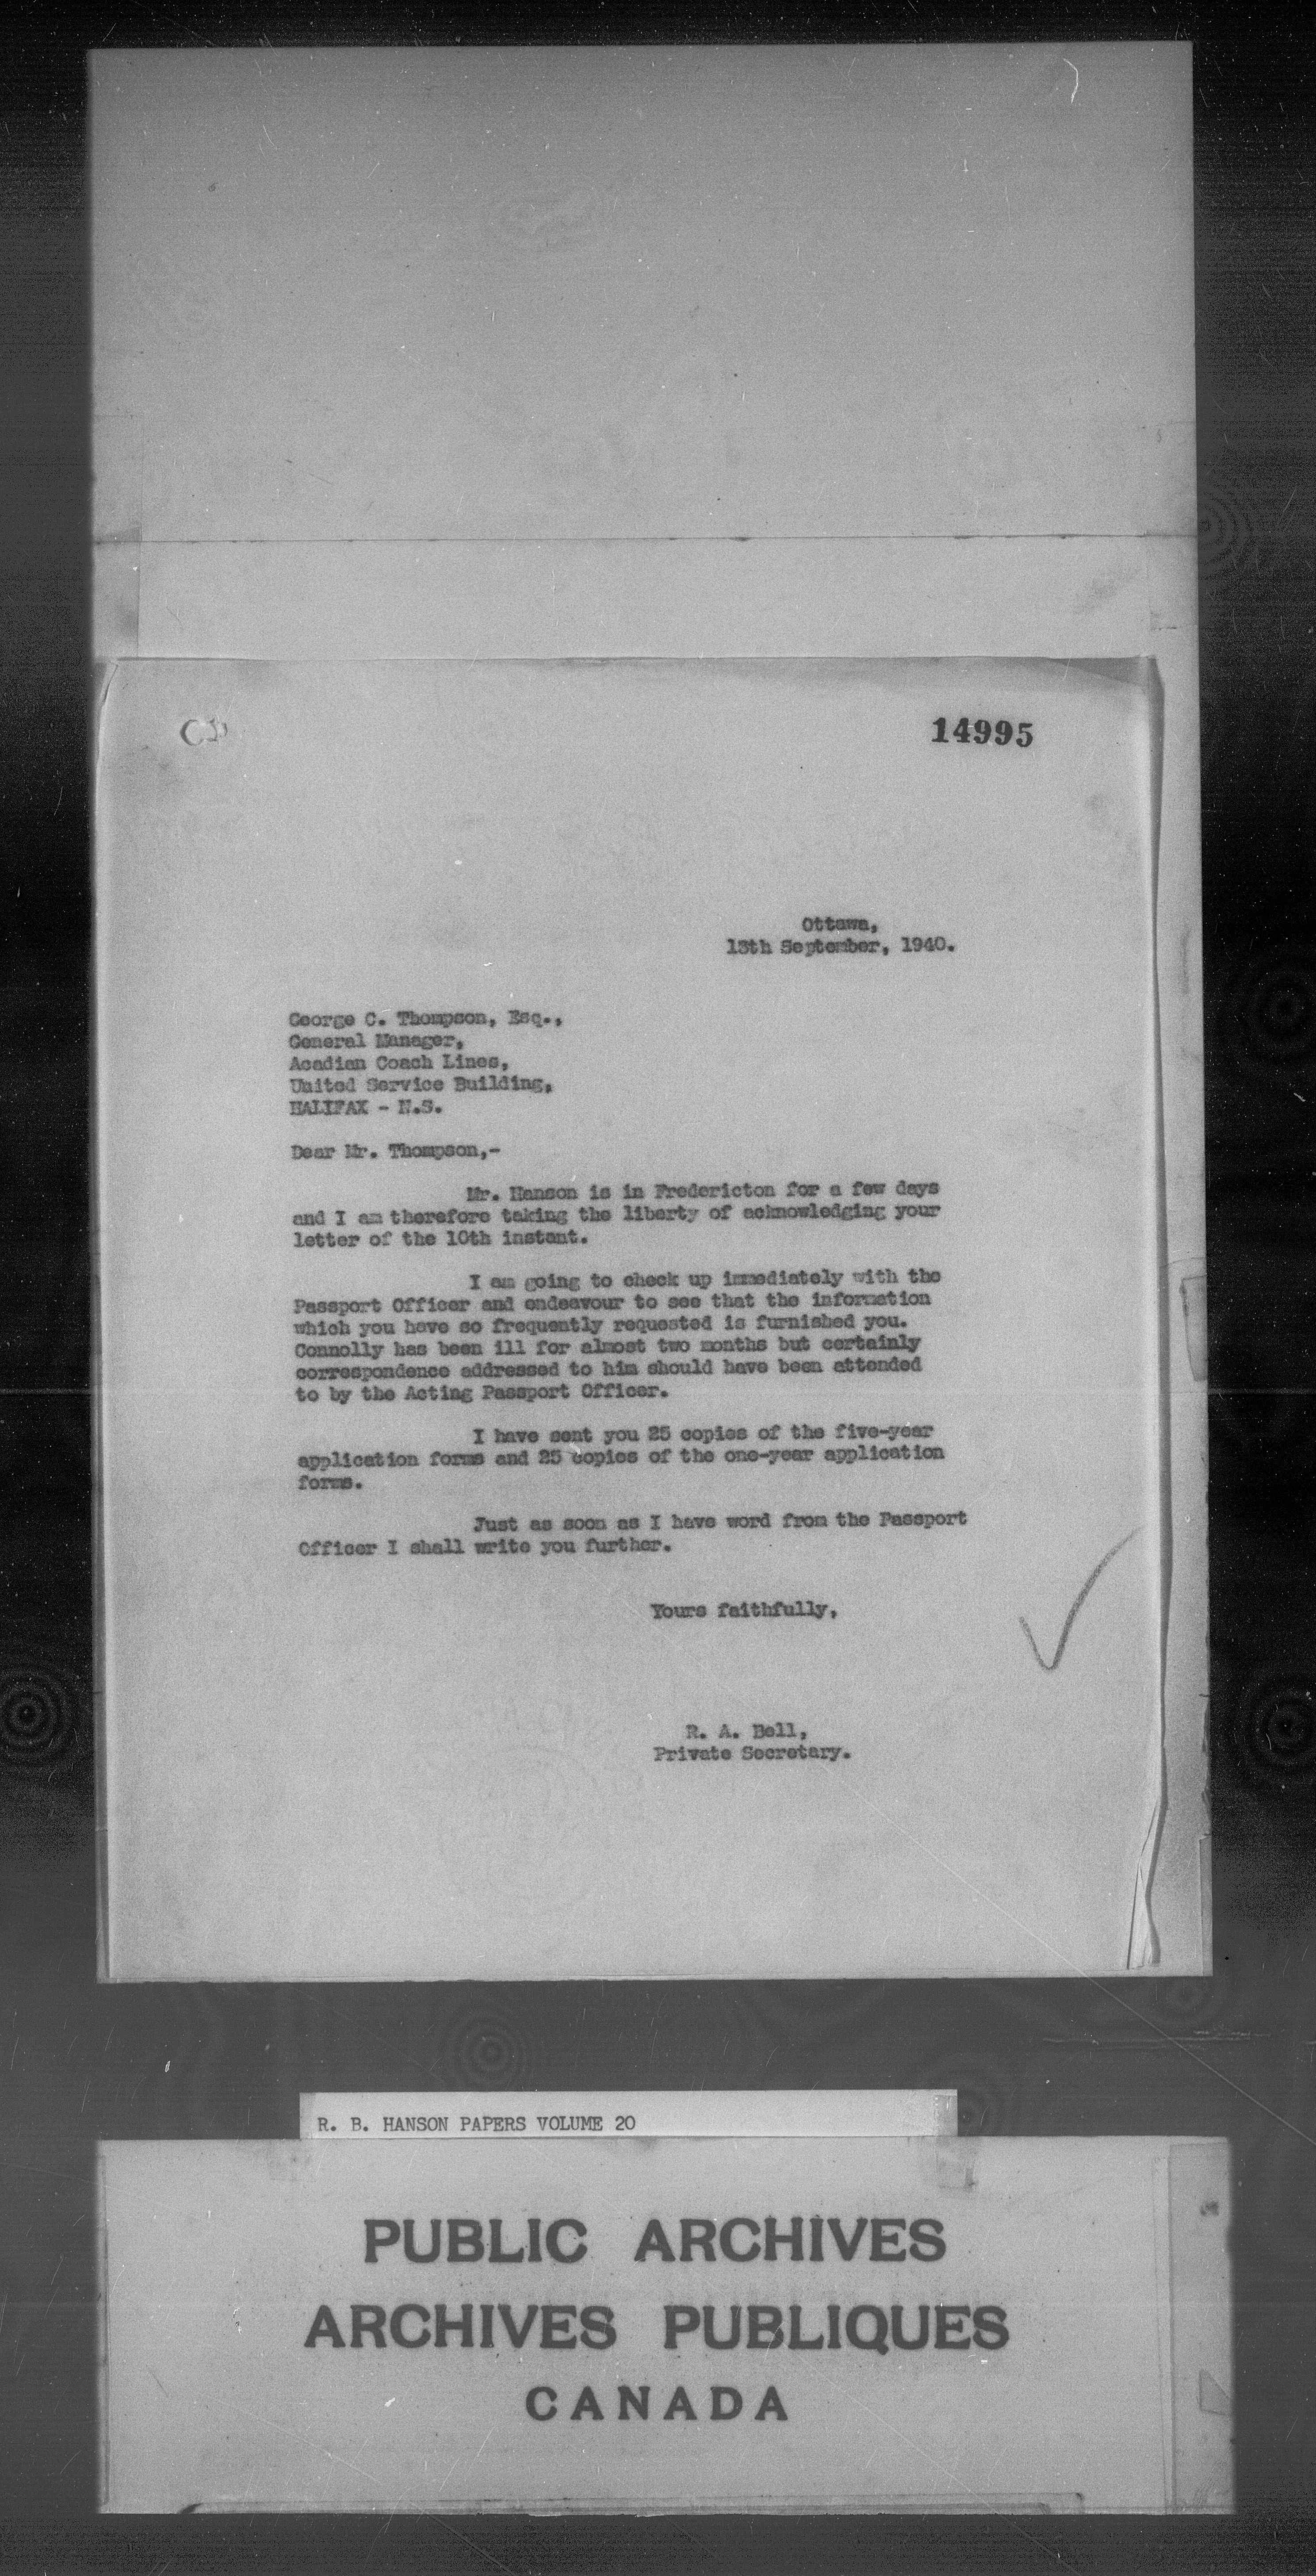 14995
Ottawa,
13th September, 1940.
George C. Thompson, Esq.,
General Manager,
Acadian Coach Lines,
United Service Building,
HALIFAX - N.S.
Dear Mr. Thompson,-
Mr. Hanson is in Fredericton for a few days
and I am therefore taking the liberty of acknowledging your
letter of the 10th instant.
I am going to check up immediately with the
Passport Officer and endeavour to see that the information
which you have so frequently requested is furnished you.
Connolly has been ill for almost two months but certainly
correspondence addressed to him should have been attended
to by the Acting Passport Officer.
I have sent you 25 copies of the five-year
application forms and 25 copies of the one-year application
forms.
Just as soon as I have word from the Passport
Officer I shall write you further.
Yours faithfully,
R. A. Bell,
Private Secretary.
R. B. HANSON PAPERS VOLUME 20
PUBLIC ARCHIVES
ARCHIVES PUBLIQUES
CANADA